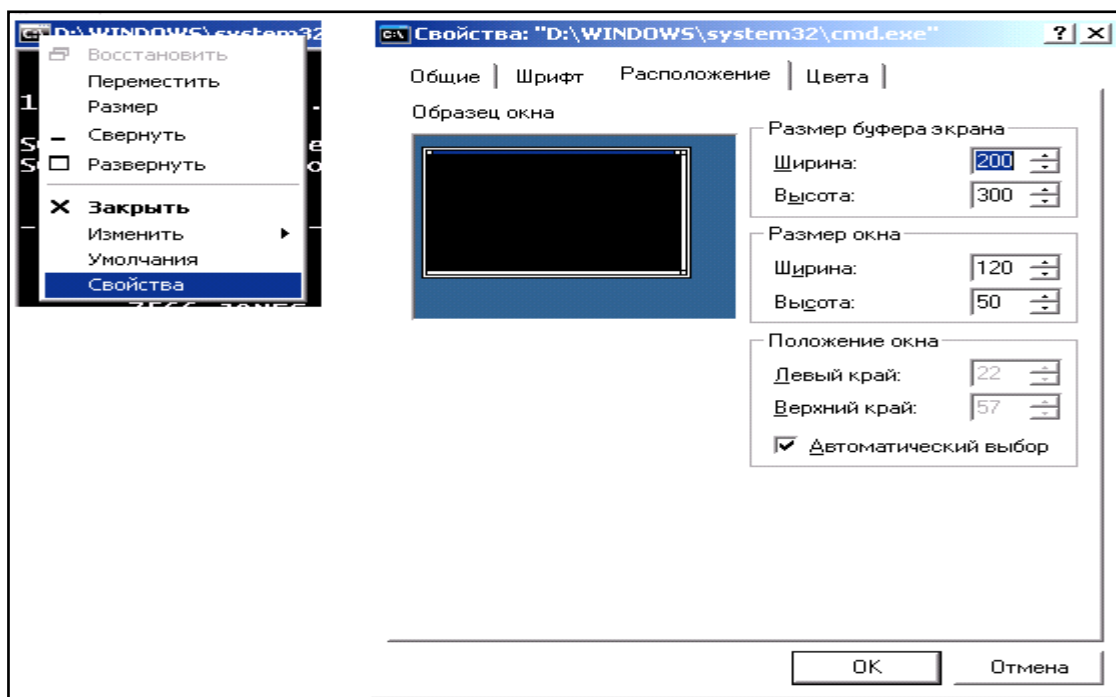 D:\WINDOWS\system32
Восстановить
Переместить
Размер
Свернуть
Развернуть
Закрыть
Изменить
Умолчания
Свойства
Свойства: "D:\WINDOWS\system32\cmd.exe"
Общие
Шрифт
Расположение
Цвета
Образец окна
Размер буфера экрана
Ширина: 200
Высота: 300
Размер окна
Ширина: 120
Высота: 50
Положение окна
Левый край: 22
Верхний край: 57
Автоматический выбор
OK
Отмена